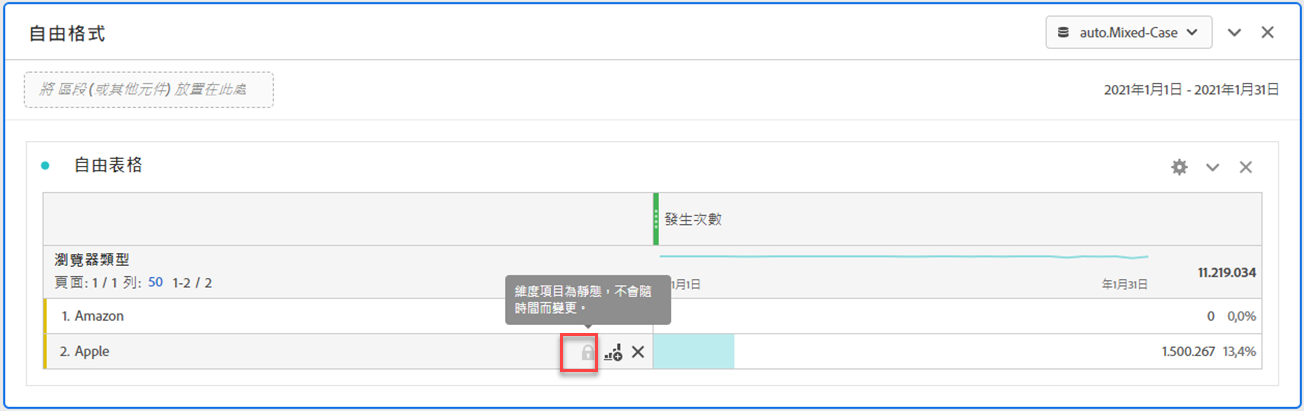 自由格式
auto.Mixed-Case
將 區段 (或其他元件) 放置在此處
2021年1月1日 - 2021年1月31日
自由表格
發生次數
瀏覽器類型
頁面: 1 / 1 列: 50 1-2 / 2
月1日
年1月31日
11.219.034
維度項目為靜態，不會隨
時間而變更。
1. Amazon
0 0,0%
2. Apple
1.500.267 13,4%